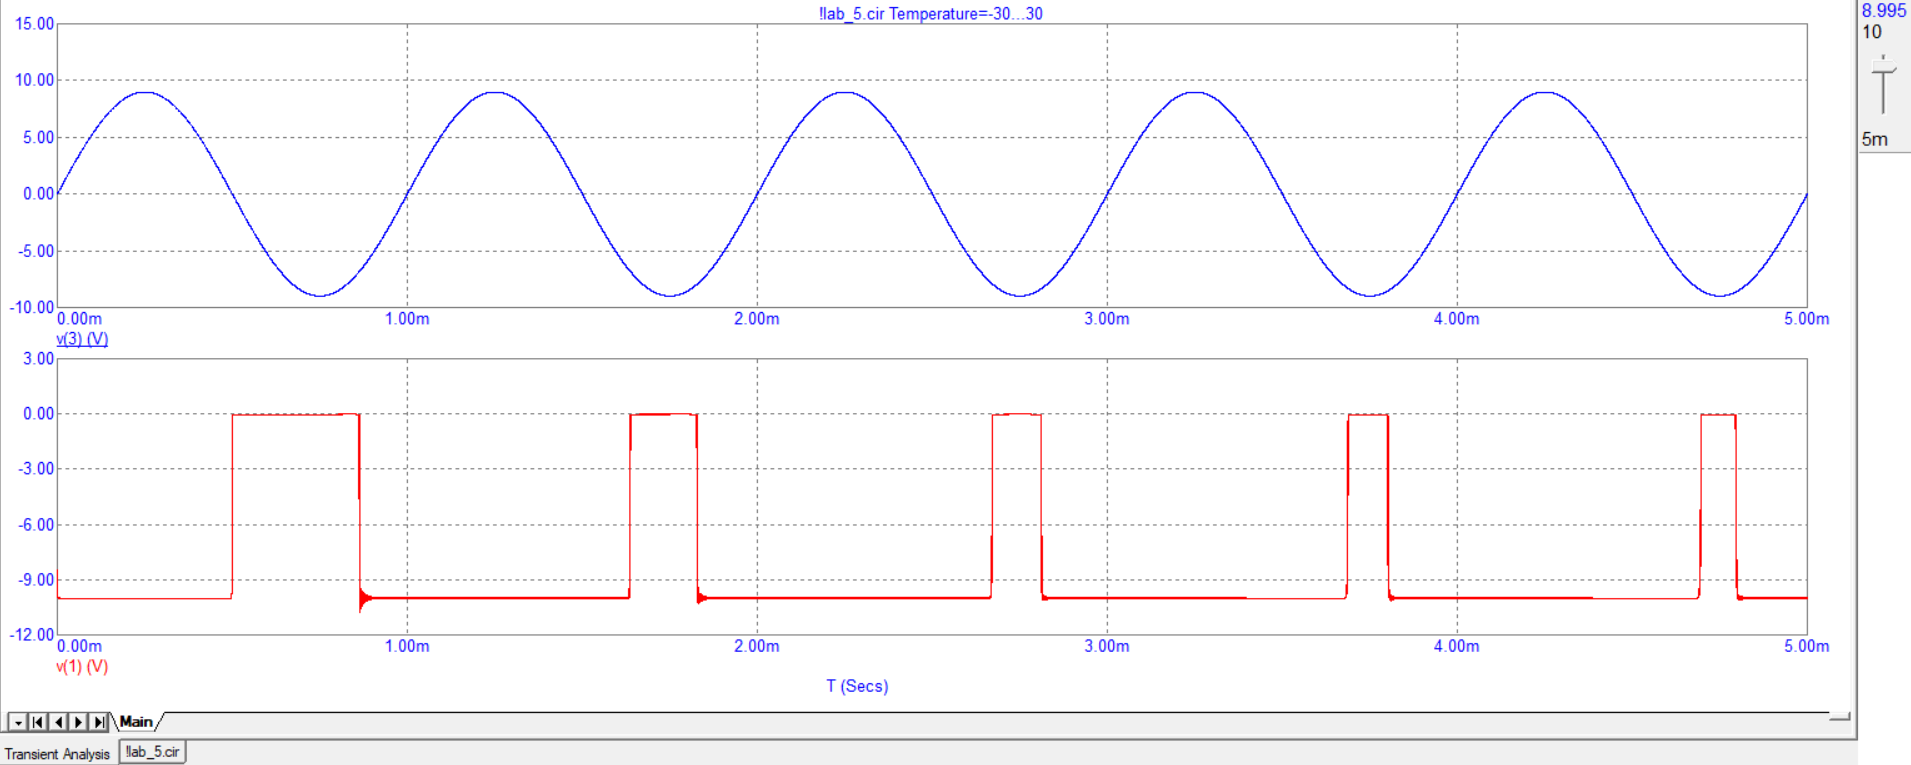 !lab_5.cir Temperature=-30...30
8.995
10
5m
15.00
10.00
5.00
0.00
-5.00
-10.00
0.00m 1.00m 2.00m 3.00m 4.00m 5.00m
v(3) (V)
3.00
0.00
-3.00
-6.00
-9.00
-12.00
0.00m 1.00m 2.00m 3.00m 4.00m 5.00m
v(1) (V)
T (Secs)
Main
Transient Analysis !lab_5.cir